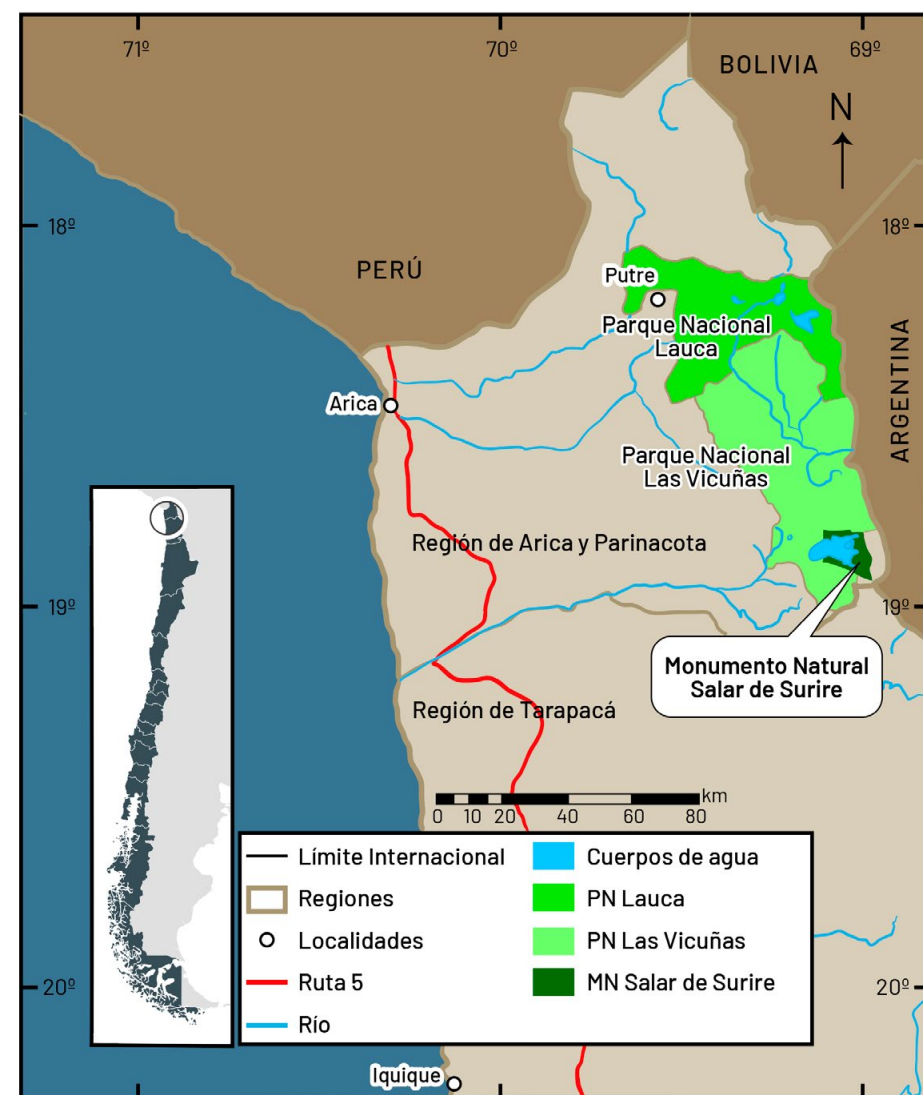 71º
70º
69º
BOLIVIA
N
18º
18º
PERÚ
Putre
Parque Nacional
Lauca
ARGENTINA
Arica
Parque Nacional
Las Vicuñas
Región de Arica y Parinacota
19º
19º
Monumento Natural
Salar de Surire
Región de Tarapacá
km
0 10 20 40 60 80
Límite Internacional
Regiones
Localidades
Ruta 5
Río
Cuerpos de agua
PN Lauca
PN Las Vicuñas
MN Salar de Surire
20º
20º
Iquique